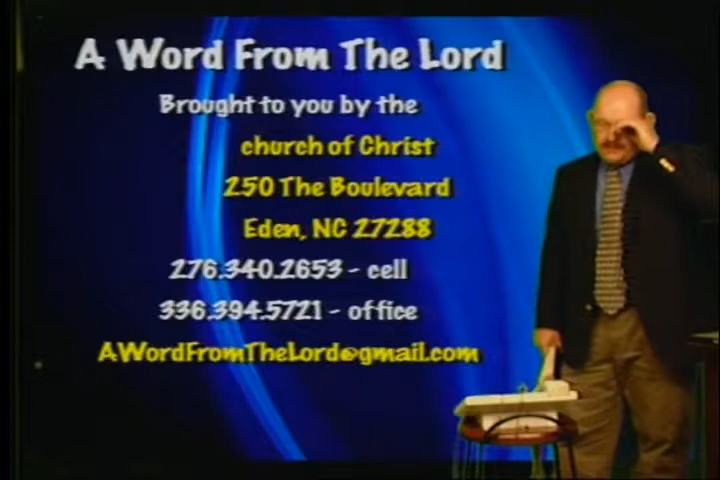 A Word From The Lord
Brought to you by the
church of Christ
250 The Boulevard
Eden, NC 27288
276.340.2653 - cell
336.394.5721 - office
AWordFromTheLord@gmail.com